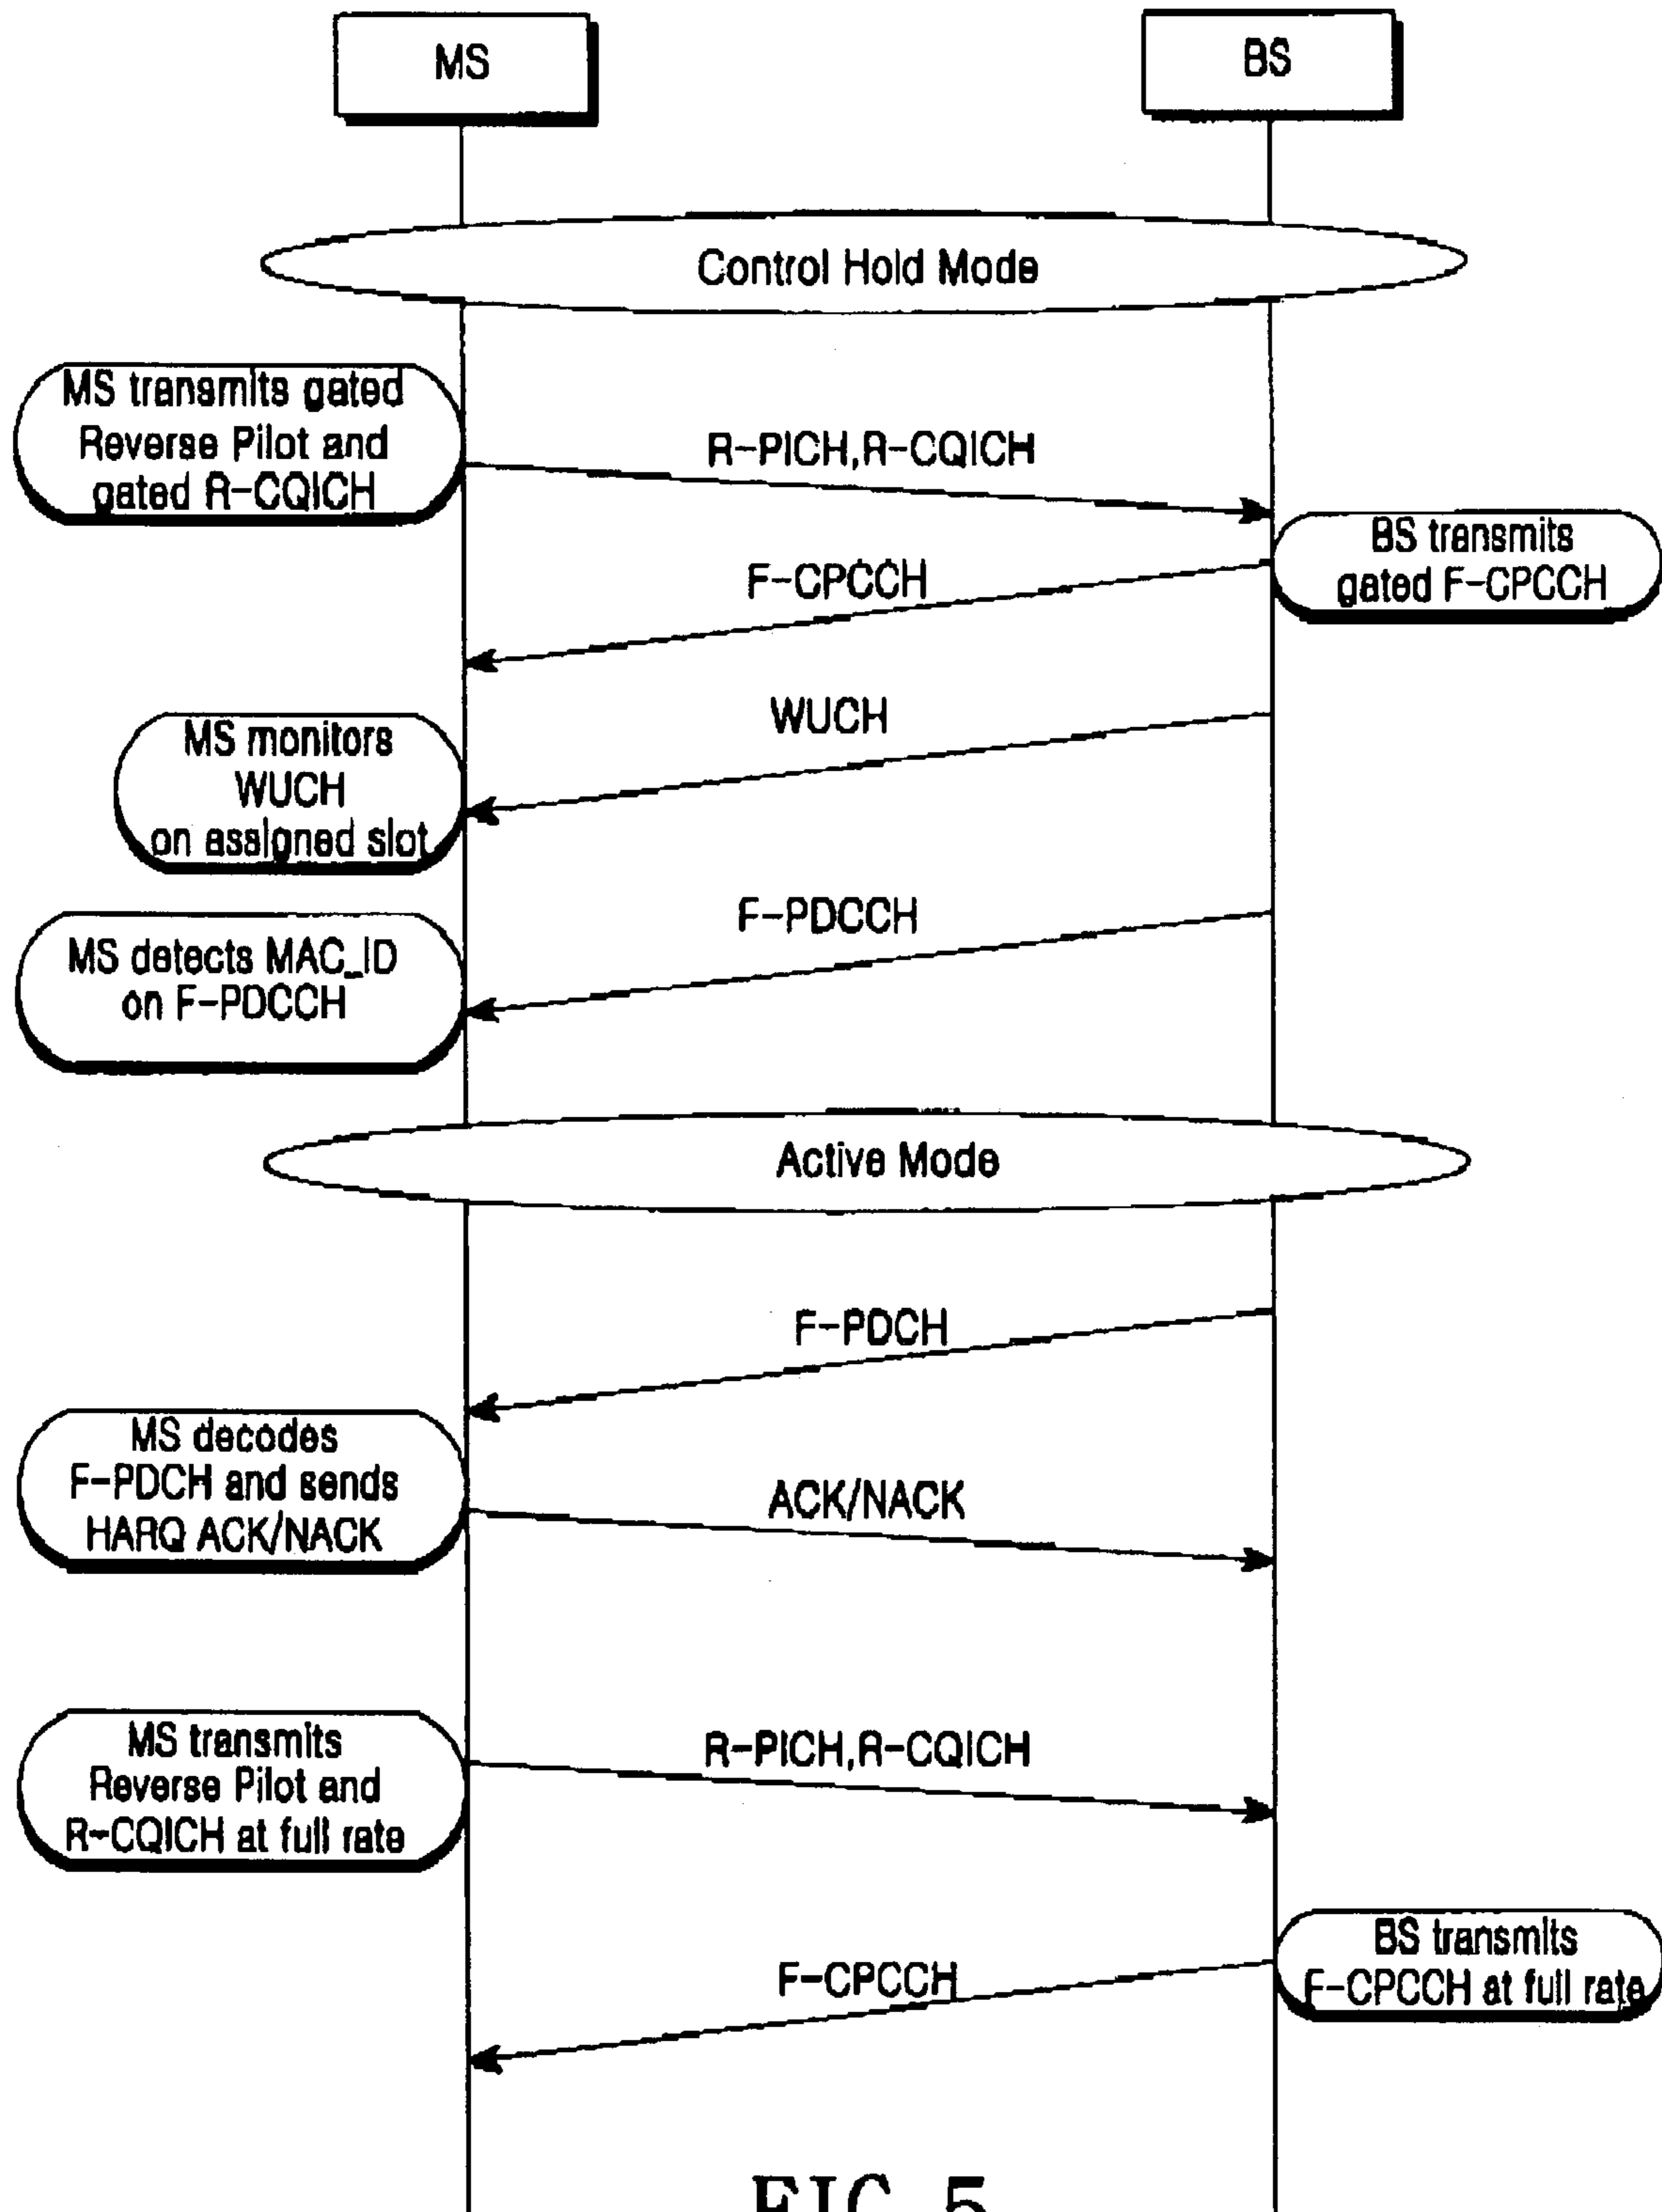 MS
BS
Control Hold Mode
MS transmits gated
Reverse Pilot and
gated R-CQICH
R-PICH,R-CQICH
BS transmits
gated F-CPCCH
F-CPCCH
WUCH
MS monitors
WUCH
on assigned slot
F-PDCCH
MS detects MAC_ID
on F-PDCCH
Active Mode
F-PDCH
MS decodes
F-PDCH and sends
HARQ ACK/NACK
ACK/NACK
MS transmits
Reverse Pilot and
R-CQICH at full rate
R-PICH,R-CQICH
BS transmits
F-CPCCH at full rate
F-CPCCH
FIG. 5